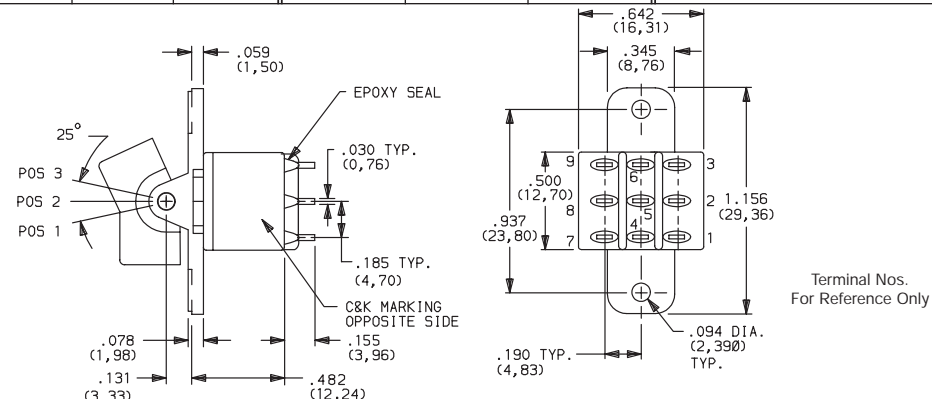 .059
(1,50)
EPOXY SEAL
.030 TYP.
(0,76)
25°
POS 3
POS 2
POS 1
.185 TYP.
(4,70)
C&K MARKING
OPPOSITE SIDE
.078
(1,98)
.155
(3,96)
.131
(3,33)
.482
(12,24)
.642
(16,31)
.345
(8,76)
9
6
3
.500
(12,70)
8
5
2
1.156
(29,36)
.937
(23,80)
7
4
1
.190 TYP.
(4,83)
.094 DIA.
(2,390)
TYP.
Terminal Nos.
For Reference Only